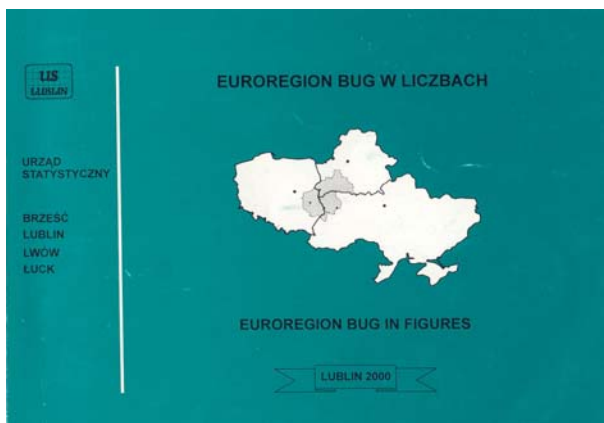 US
LUBLIN
URZĄD
STATYSTYCZNY
BRZEŚĆ
LUBLIN
LWÓW
ŁUCK
EUROREGION BUG W LICZBACH
EUROREGION BUG IN FIGURES
LUBLIN 2000